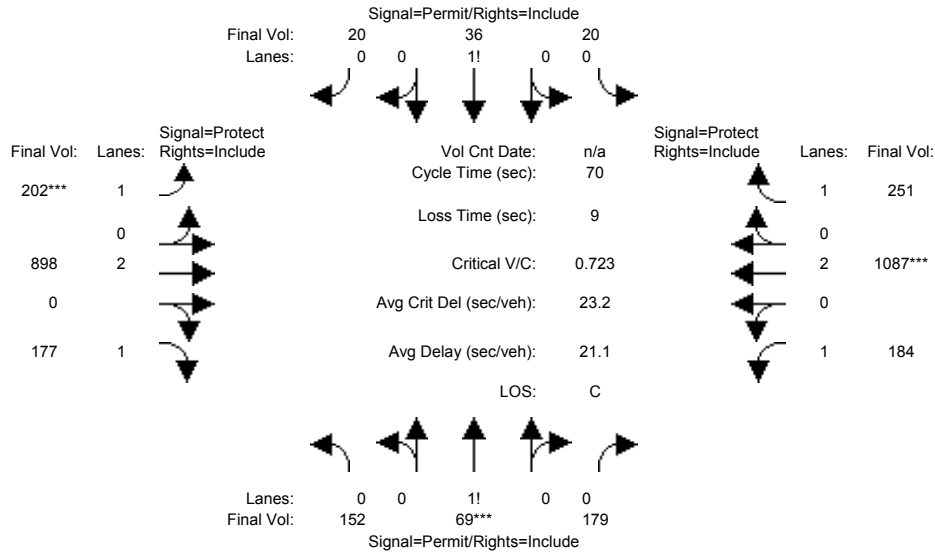 Signal=Permit/Rights=Include
Final Vol: 20 36 20
Lanes: 0 0 1! 0 0
Signal=Protect Signal=Protect
Final Vol: Lanes: Rights=Include Vol Cnt Date: n/a Rights=Include Lanes: Final Vol:
Cycle Time (sec): 70
202*** 1 1 251
Loss Time (sec): 9
0 0
898 2 Critical V/C: 0.723 2 1087***
0 0 Avg Crit Del (sec/veh): 23.2 0
177 1 Avg Delay (sec/veh): 21.1 1 184
LOS: C
Lanes: 0 0 1! 0 0
Final Vol: 152 69*** 179
Signal=Permit/Rights=Include